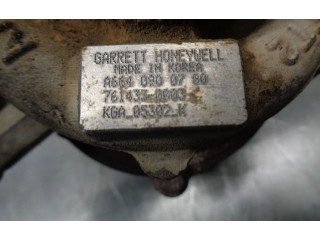 GARRETT HONEYWELL
MADE IN KOREA
A664 090 07 80
761433-0003
KGA_05302_K